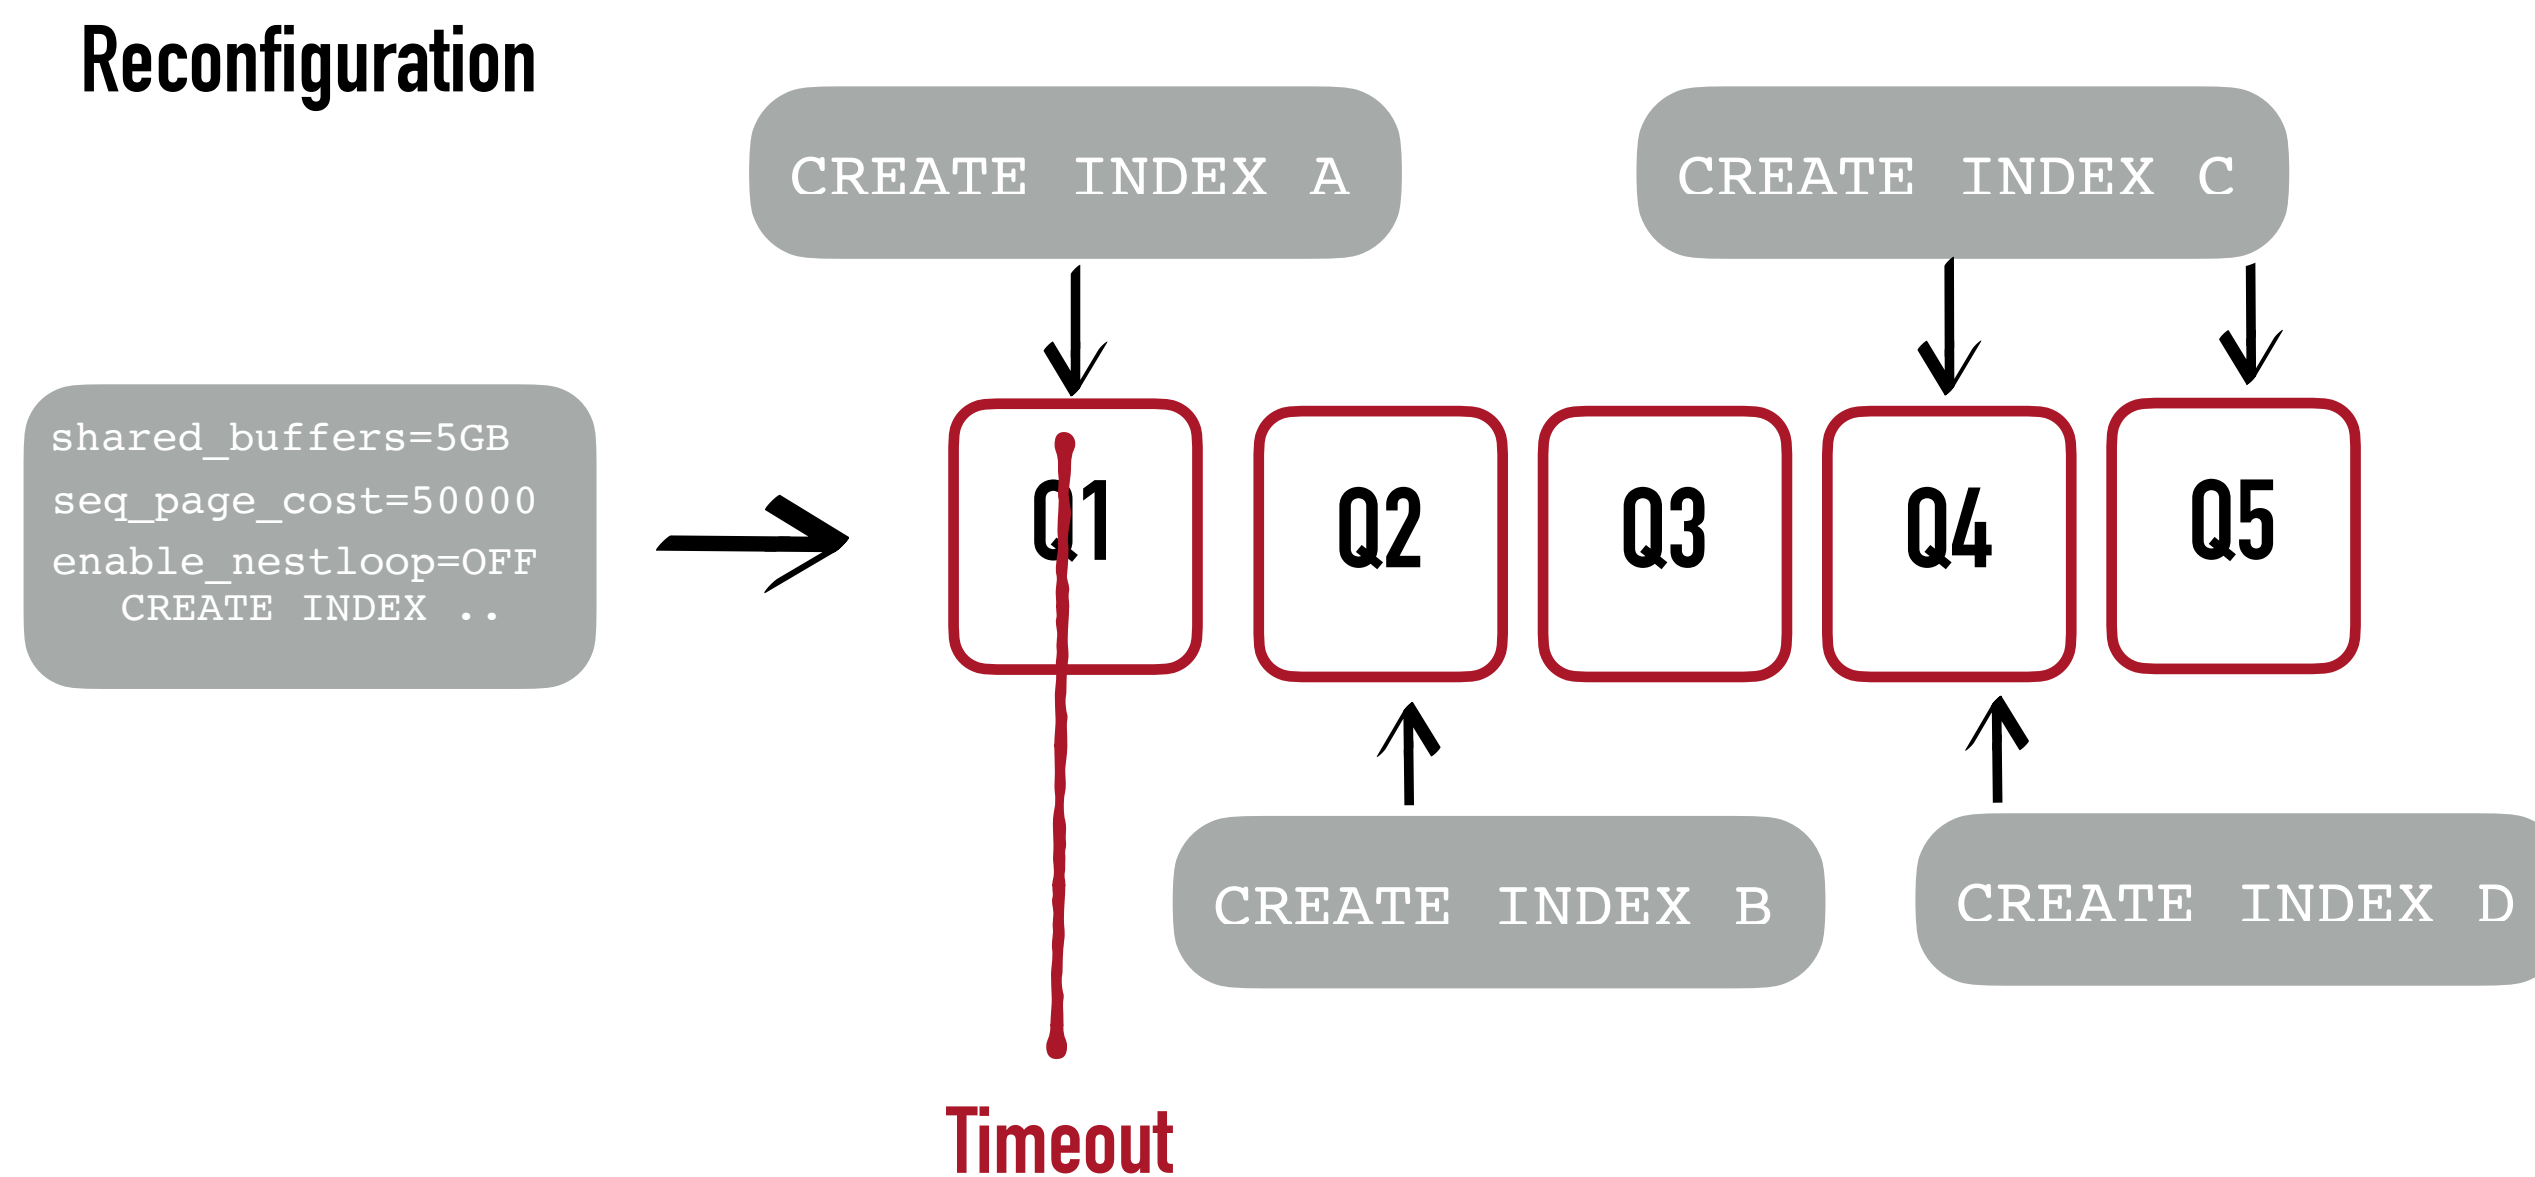 Reconfiguration
CREATE INDEX A
CREATE INDEX C
shared_buffers=5GB
seq_page_cost=50000
enable_nestloop=OFF
CREATE INDEX ..
Q1
Q2
Q3
Q4
Q5
CREATE INDEX B
CREATE INDEX D
Timeout